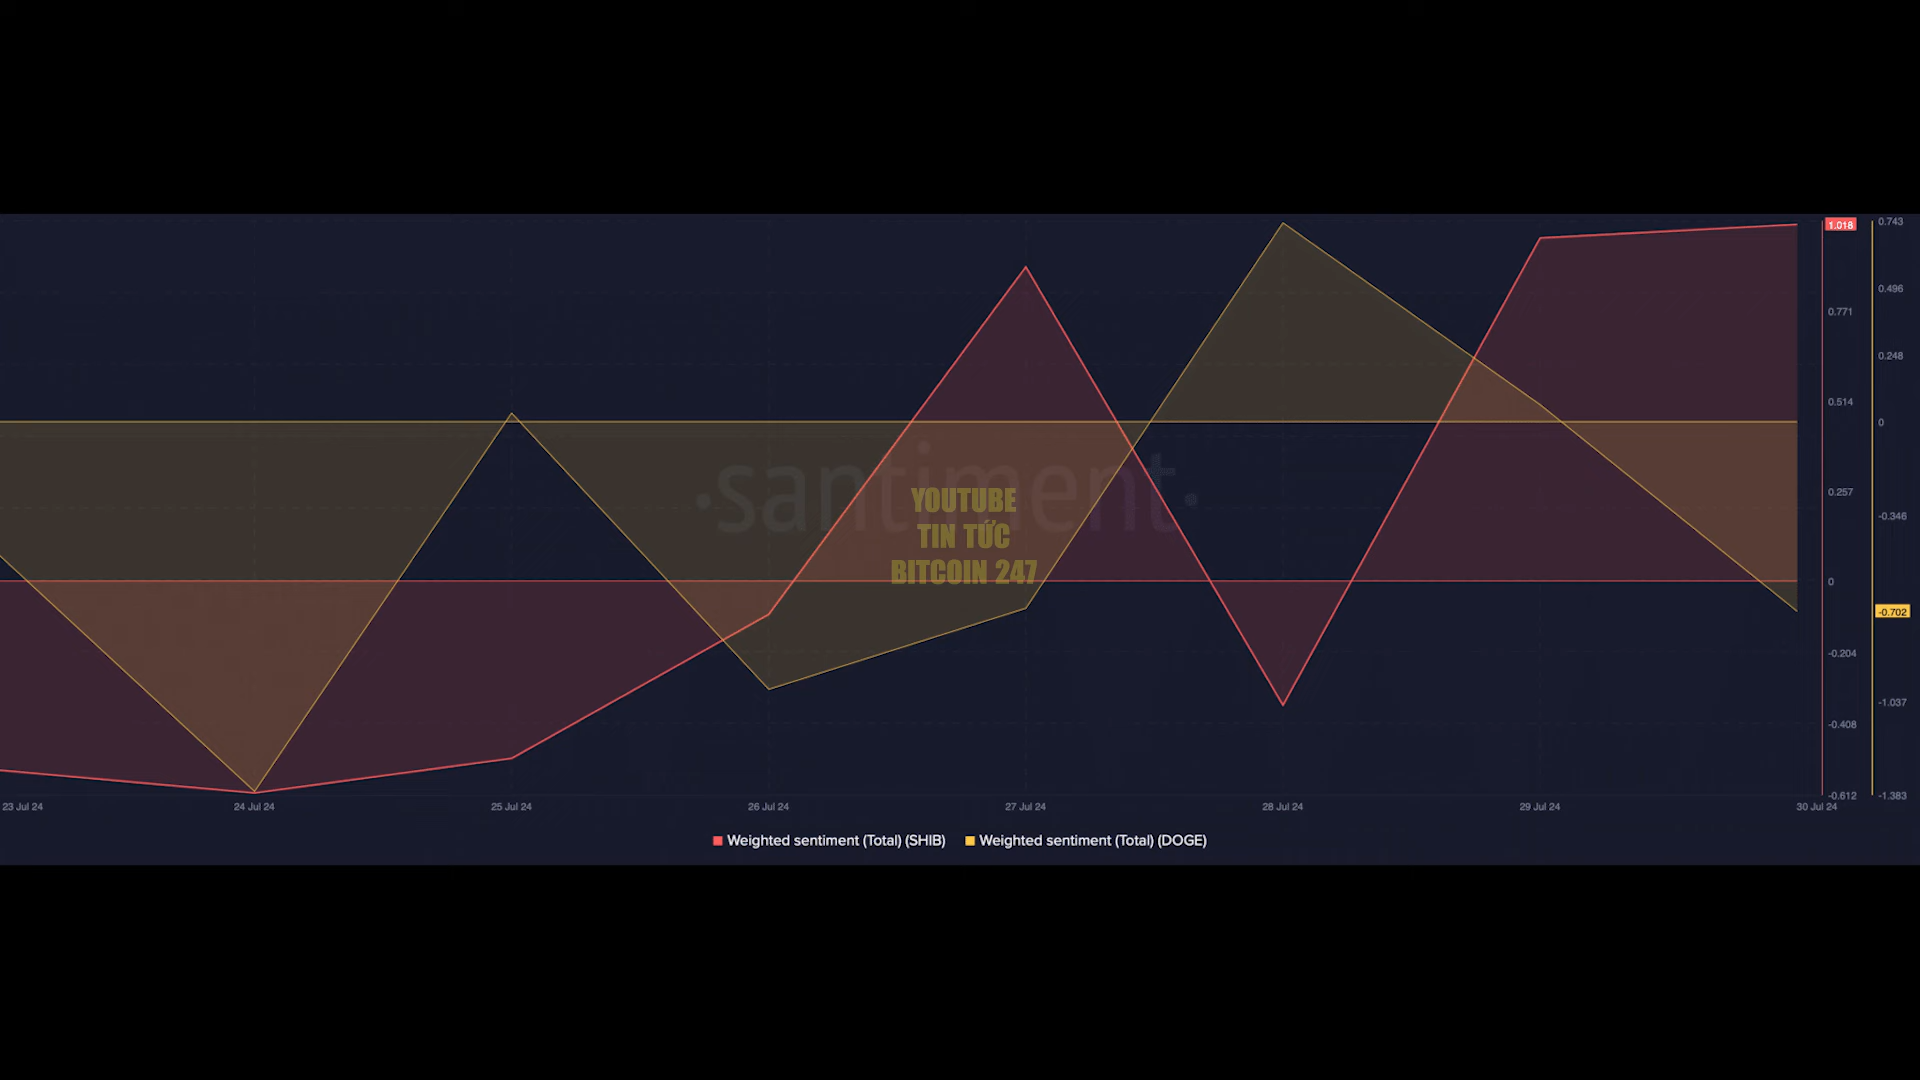 1.018
0.743
0.496
0.771
0.248
0.514
0
0.257
-0.346
0
-0.702
-0.204
-1.037
-0.408
-0.612
-1.383
·santiment·
YOUTUBE
TIN TỨC
BITCOIN 247
23 Jul 24
24 Jul 24
25 Jul 24
26 Jul 24
27 Jul 24
28 Jul 24
29 Jul 24
30 Jul 24
Weighted sentiment (Total) (SHIB)
Weighted sentiment (Total) (DOGE)